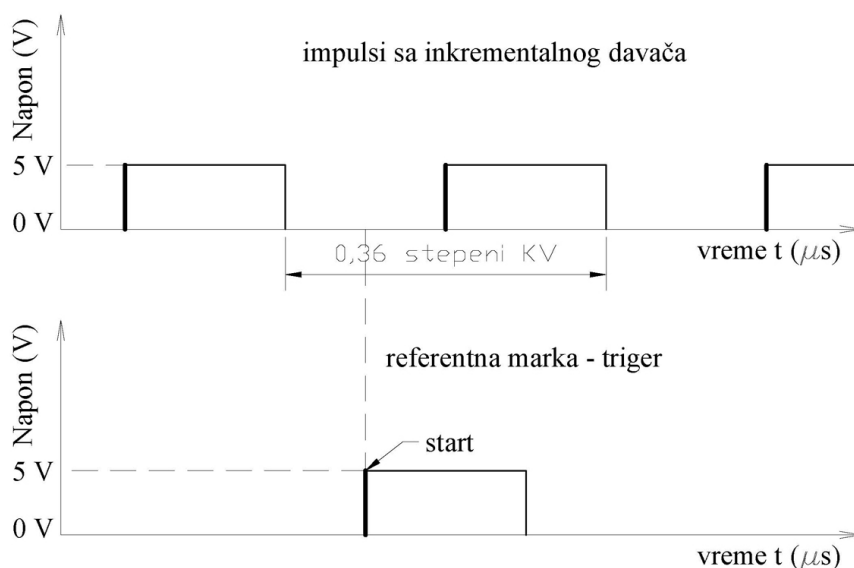 Napon (V)
impulsi sa inkrementalnog davača
5 V
0 V
vreme t (μs)
0,36 stepeni KV
Napon (V)
referentna marka - triger
start
5 V
0 V
vreme t (μs)